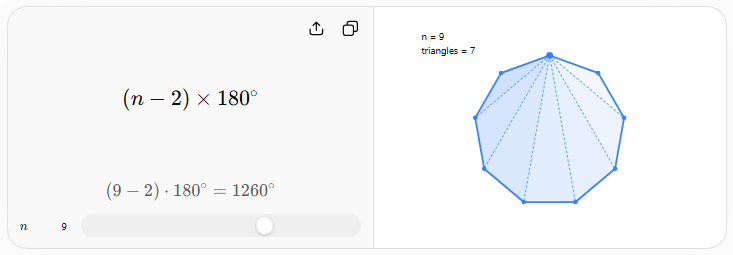 (n − 2) × 180°
(9 − 2) · 180° = 1260°
n 9
n = 9
triangles = 7